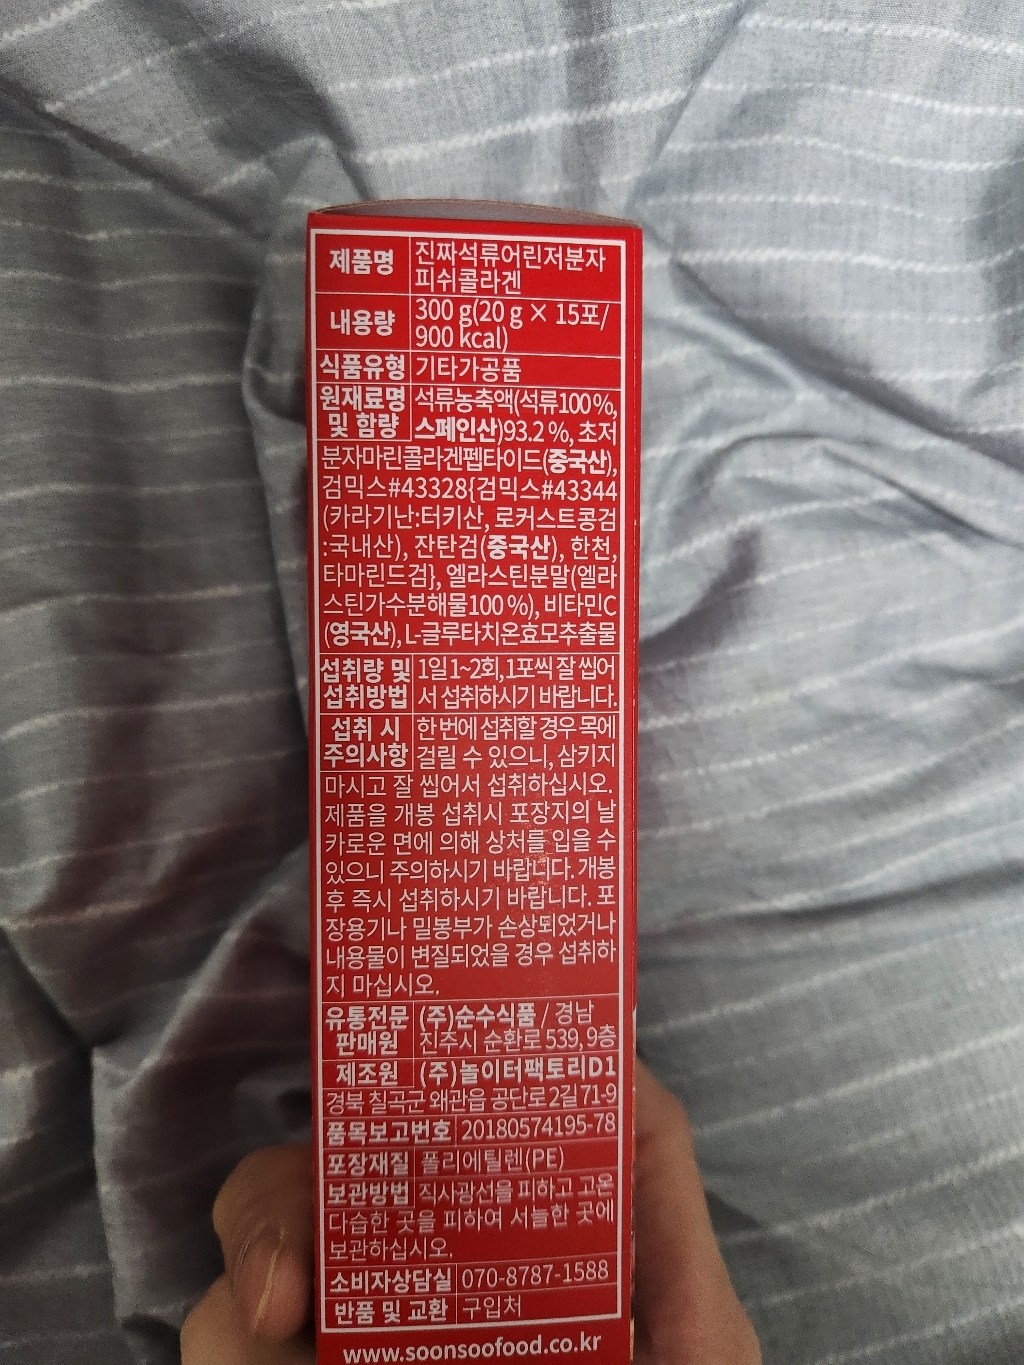 제품명 진짜석류어린저분자
피쉬콜라겐
내용량 300 g(20 g × 15포/
900 kcal)
식품유형 기타가공품
원재료명 석류농축액(석류100%,
및 함량 스페인산)93.2%, 초저
분자마린콜라겐펩타이드(중국산),
검믹스#43328{검믹스#43344
(카라기난:터키산, 로커스트콩검
:국내산), 잔탄검(중국산), 한천,
타마린드검}, 엘라스틴분말(엘라
스틴가수분해물100%), 비타민C
(영국산), L-글루타치온효모추출물
섭취량 및 1일1~2회,1포씩 잘 씹어
섭취방법 서 섭취하시기 바랍니다.
섭취 시 한 번에 섭취할 경우 목에
주의사항 걸릴 수 있으니, 삼키지
마시고 잘 씹어서 섭취하십시오.
제품을 개봉 섭취시 포장지의 날
카로운 면에 의해 상처를 입을 수
있으니 주의하시기 바랍니다. 개봉
후 즉시 섭취하시기 바랍니다. 포
장용기나 밀봉부가 손상되었거나
내용물이 변질되었을 경우 섭취하
지 마십시오.
유통전문 (주)순수식품 / 경남
판매원 진주시 순환로 539, 9층
제조원 (주)놀이터팩토리D1
경북 칠곡군 왜관읍 공단로2길 71-9
품목보고번호 20180574195-78
포장재질 폴리에틸렌(PE)
보관방법 직사광선을 피하고 고온
다습한 곳을 피하여 서늘한 곳에
보관하십시오.
소비자상담실 070-8787-1588
반품 및 교환 구입처
www.soonsoofood.co.kr